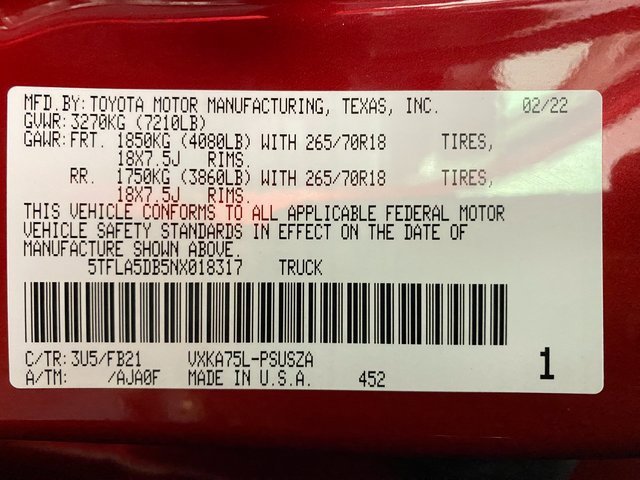 MFD.BY:TOYOTA MOTOR MANUFACTURING, TEXAS, INC. 02/22
GVWR:3270KG (7210LB)
GAWR:FRT. 1850KG (4080LB) WITH 265/70R18 TIRES,
18X7.5J RIMS.
RR. 1750KG (3860LB) WITH 265/70R18 TIRES,
18X7.5J RIMS.
THIS VEHICLE CONFORMS TO ALL APPLICABLE FEDERAL MOTOR
VEHICLE SAFETY STANDARDS IN EFFECT ON THE DATE OF
MANUFACTURE SHOWN ABOVE.
5TFLA5DB5NX018317 TRUCK
C/TR:3U5/FB21 VXKA75L-PSUSZA
A/TM: /AJA0F MADE IN U.S.A. 452 1